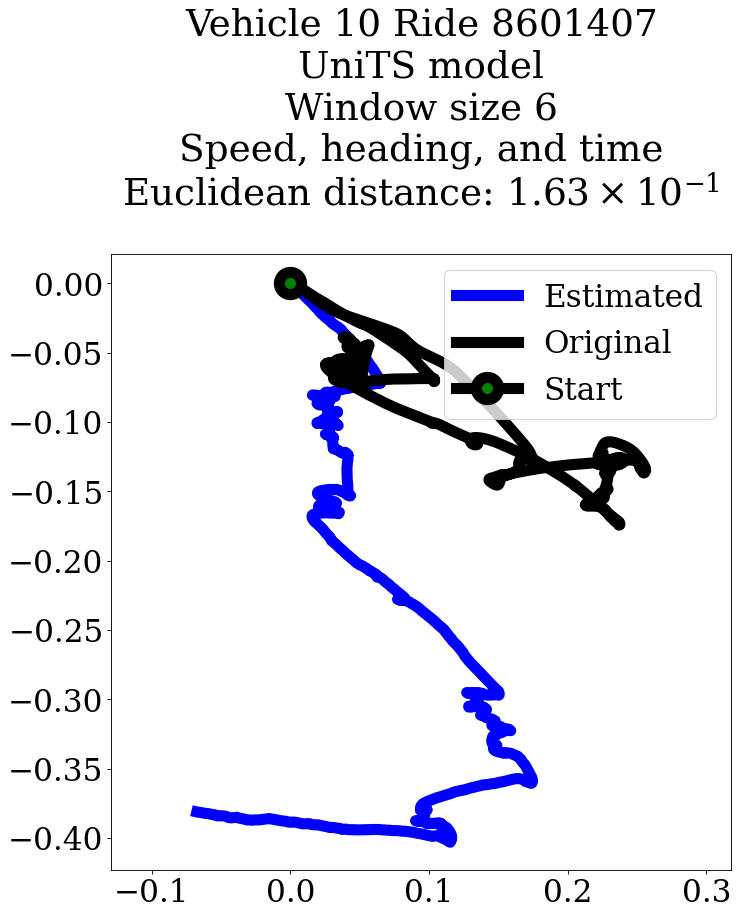 Vehicle 10 Ride 8601407
UniTS model
Window size 6
Speed, heading, and time
Euclidean distance: $1.63 \times 10^{-1}$
Estimated
Original
Start
0.00
−0.05
−0.10
−0.15
−0.20
−0.25
−0.30
−0.35
−0.40
−0.1
0.0
0.1
0.2
0.3